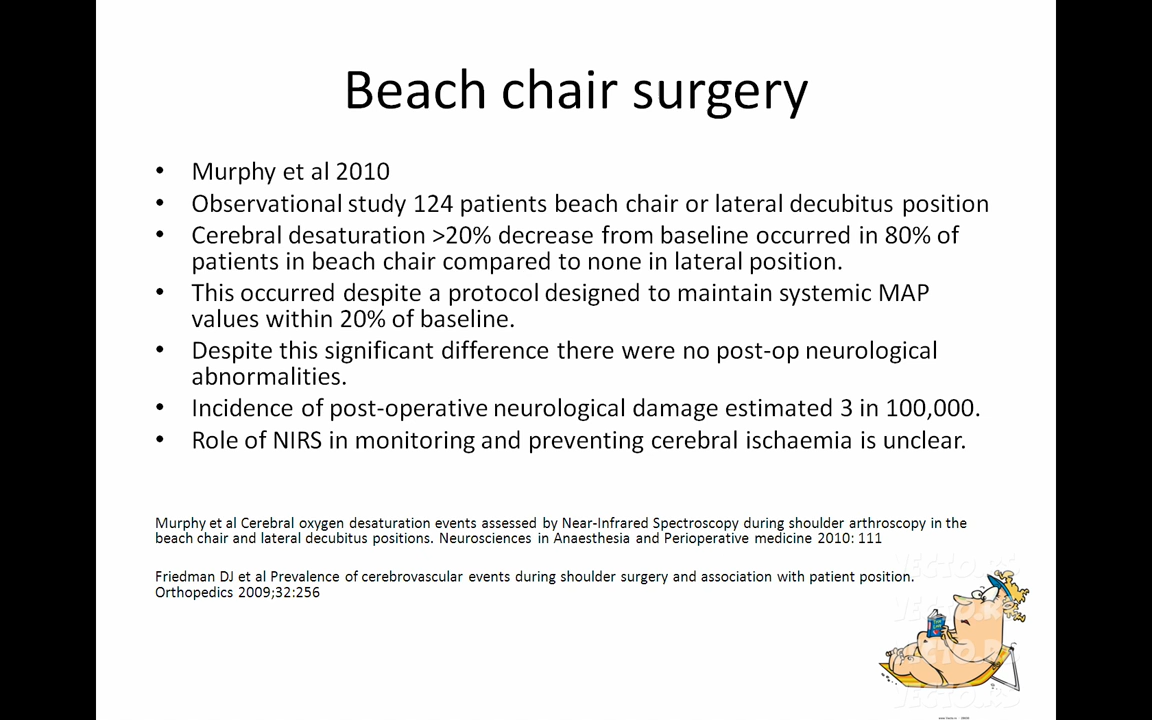 Beach chair surgery
• Murphy et al 2010
• Observational study 124 patients beach chair or lateral decubitus position
• Cerebral desaturation >20% decrease from baseline occurred in 80% of
patients in beach chair compared to none in lateral position.
• This occurred despite a protocol designed to maintain systemic MAP
values within 20% of baseline.
• Despite this significant difference there were no post-op neurological
abnormalities.
• Incidence of post-operative neurological damage estimated 3 in 100,000.
• Role of NIRS in monitoring and preventing cerebral ischaemia is unclear.
Murphy et al Cerebral oxygen desaturation events assessed by Near-Infrared Spectroscopy during shoulder arthroscopy in the
beach chair and lateral decubitus positions. Neurosciences in Anaesthesia and Perioperative medicine 2010: 111
Friedman DJ et al Prevalence of cerebrovascular events during shoulder surgery and association with patient position.
Orthopedics 2009;32:256